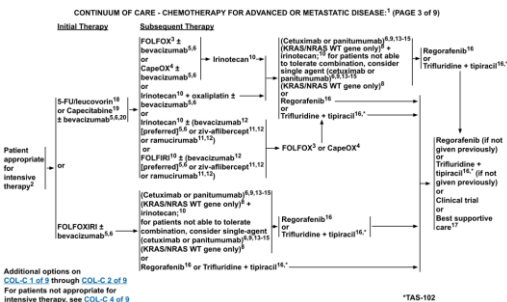 CONTINUUM OF CARE - CHEMOTHERAPY FOR ADVANCED OR METASTATIC DISEASE:1 (PAGE 3 of 9)
Initial Therapy
Subsequent Therapy
Patient
appropriate
for
intensive
therapy2
5-FU/leucovorin18
or Capecitabine19
± bevacizumab5,6,20
or
FOLFOXIRI ±
bevacizumab5,6
FOLFOX3 ±
bevacizumab5,6
or
CapeOX4 ±
bevacizumab5,6
or
Irinotecan10 + oxaliplatin ±
bevacizumab5,6
Irinotecan10
or
Irinotecan10 ± (bevacizumab12
[preferred]5,6 or ziv-aflibercept11,12
or ramucirumab11,12)
or
FOLFIRI10 ± (bevacizumab12
[preferred]5,6 or ziv-aflibercept11,12
or ramucirumab11,12)
FOLFOX3 or CapeOX4
(Cetuximab or panitumumab)6,9,13-15
(KRAS/NRAS WT gene only)8 +
irinotecan;10 for patients not able
to tolerate combination, consider
single agent (cetuximab or
panitumumab)6,9,13-15
(KRAS/NRAS WT gene only)8
or
Regorafenib16
or
Trifluridine + tipiracil16,*
Regorafenib16
or
Trifluridine + tipiracil16,*
(Cetuximab or panitumumab)6,9,13-15
(KRAS/NRAS WT gene only)8 +
irinotecan;10
for patients not able to tolerate
combination, consider single-agent
(cetuximab or panitumumab)6,9,13-15
(KRAS/NRAS WT gene only)8
or
Regorafenib16 or Trifluridine + tipiracil16,*
Regorafenib16
or
Trifluridine + tipiracil16,*
Regorafenib (if not
given previously)
or
Trifluridine +
tipiracil16,* (if not
given previously)
or
Clinical trial
or
Best supportive
care17
Additional options on
COL-C 1 of 9 through COL-C 2 of 9
For patients not appropriate for
intensive therapy, see COL-C 4 of 9
*TAS-102